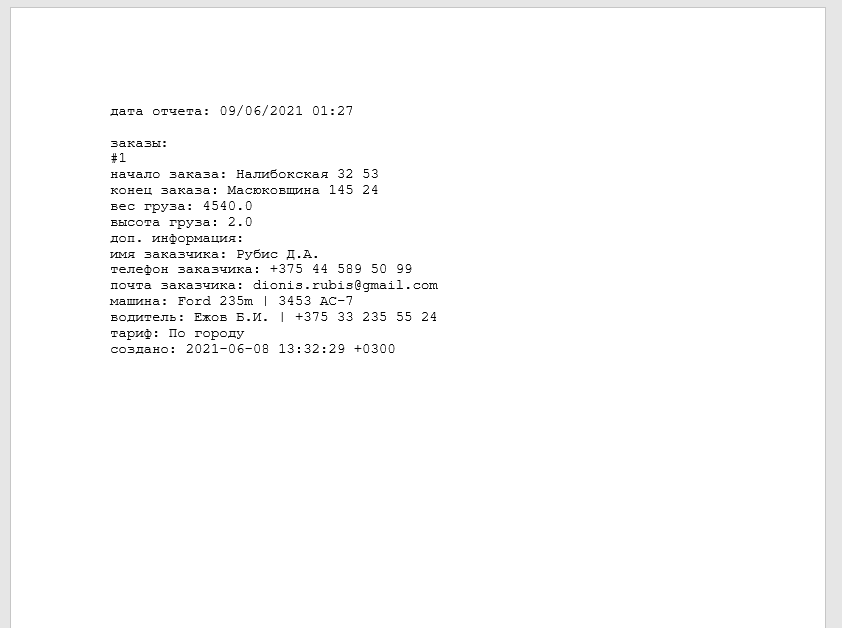 дата отчета: 09/06/2021 01:27
заказы:
#1
начало заказа: Налибокская 32 53
конец заказа: Масюковщина 145 24
вес груза: 4540.0
высота груза: 2.0
доп. информация:
имя заказчика: Рубис Д.А.
телефон заказчика: +375 44 589 50 99
почта заказчика: dionis.rubis@gmail.com
машина: Ford 235m | 3453 AC-7
водитель: Ежов Б.И. | +375 33 235 55 24
тариф: По городу
создано: 2021-06-08 13:32:29 +0300